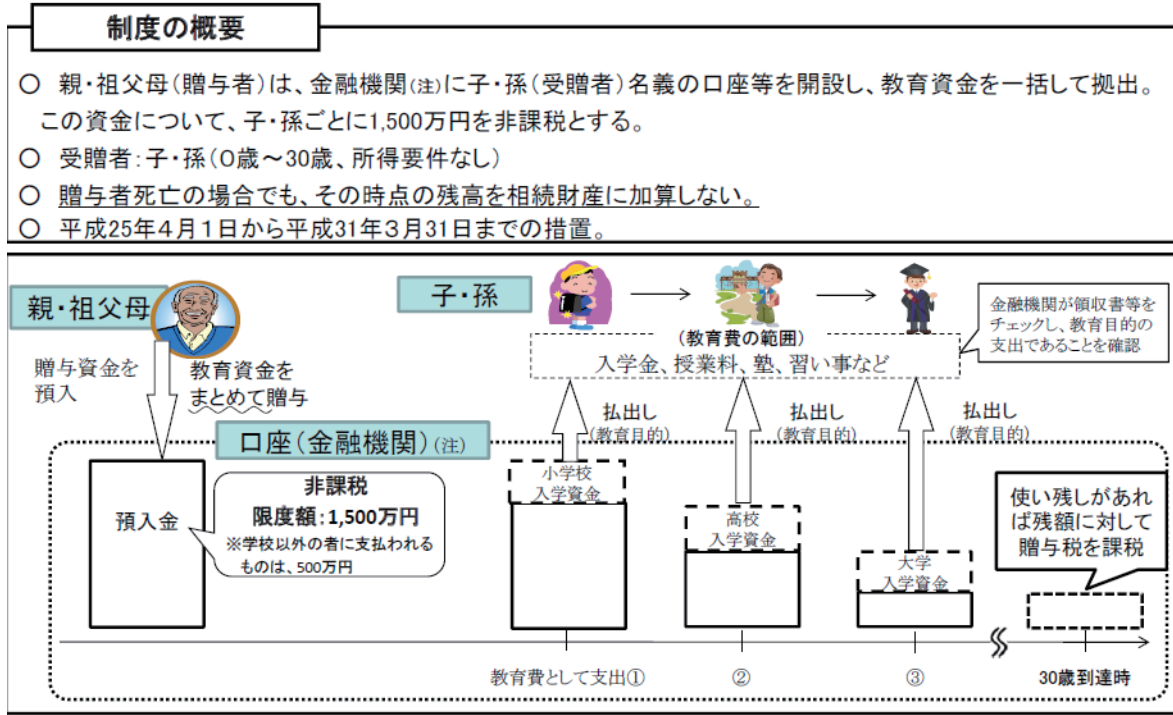 制度の概要
○ 親・祖父母(贈与者)は、金融機関(注)に子・孫(受贈者)名義の口座等を開設し、教育資金を一括して拠出。
この資金について、子・孫ごとに1,500万円を非課税とする。
○ 受贈者:子・孫(0歳～30歳、所得要件なし)
○ 贈与者死亡の場合でも、その時点の残高を相続財産に加算しない。
○ 平成25年4月1日から平成31年3月31日までの措置。
親・祖父母
子・孫
金融機関が領収書等を
チェックし、教育目的の
支出であることを確認
(教育費の範囲)
入学金、授業料、塾、習い事など
贈与資金を
預入
教育資金を
まとめて贈与
払出し
(教育目的)
払出し
(教育目的)
払出し
(教育目的)
口座(金融機関)(注)
預入金
非課税
限度額:1,500万円
※学校以外の者に支払われる
ものは、500万円
小学校
入学資金
高校
入学資金
大学
入学資金
使い残しがあれ
ば残額に対して
贈与税を課税
教育費として支出①
②
③
30歳到達時